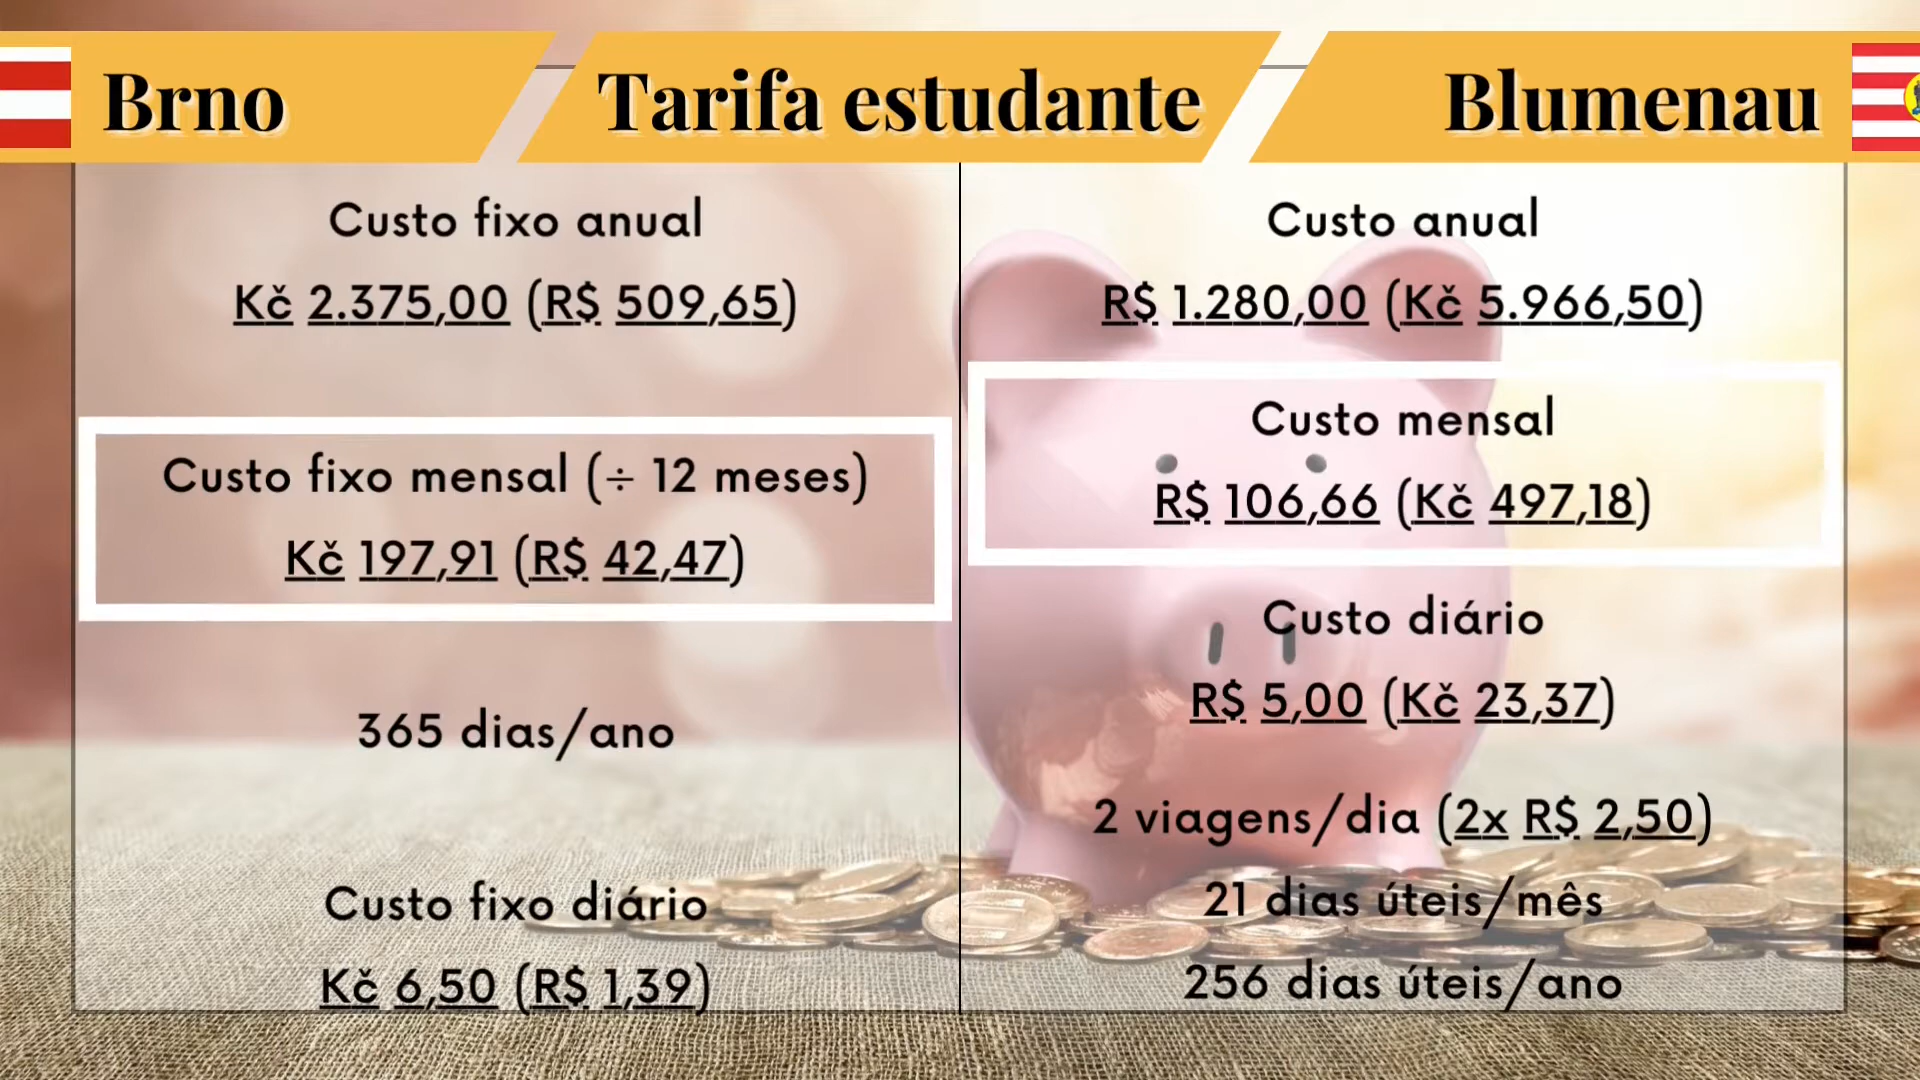 Brno
Tarifa estudante
Blumenau
Custo fixo anual
Kč 2.375,00 (R$ 509,65)
Custo fixo mensal (÷ 12 meses)
Kč 197,91 (R$ 42,47)
365 dias/ano
Custo fixo diário
Kč 6,50 (R$ 1,39)
Custo anual
R$ 1.280,00 (Kč 5.966,50)
Custo mensal
R$ 106,66 (Kč 497,18)
Custo diário
R$ 5,00 (Kč 23,37)
2 viagens/dia (2x R$ 2,50)
21 dias úteis/mês
256 dias úteis/ano